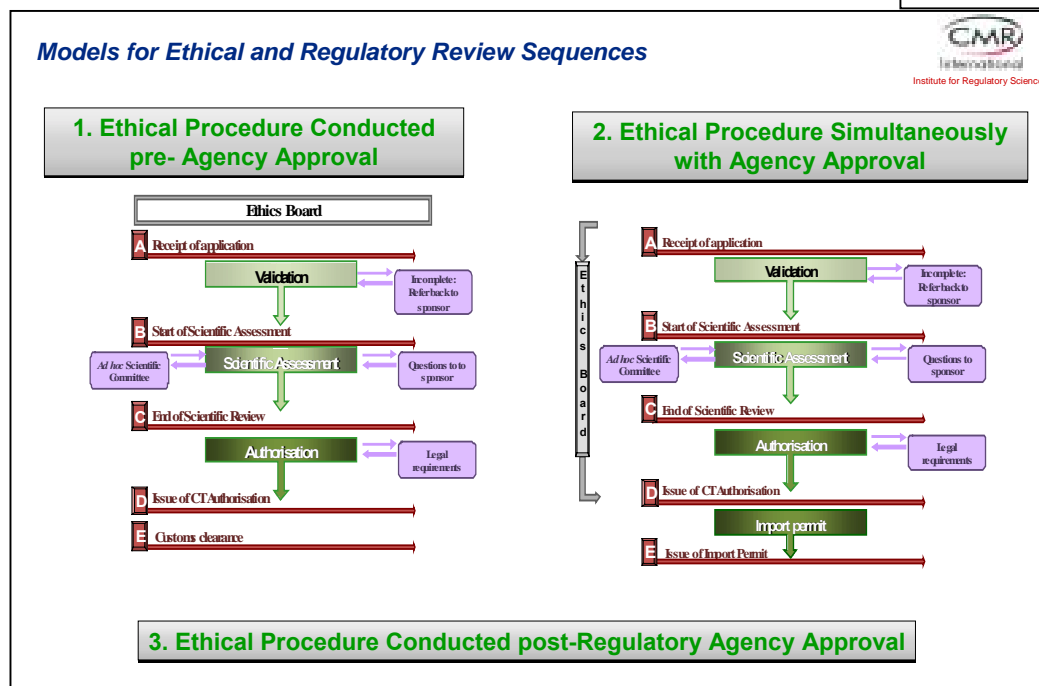 Models for Ethical and Regulatory Review Sequences
CMR
International
Institute for Regulatory Science
1. Ethical Procedure Conducted
pre- Agency Approval
Ethics Board
A Receipt of application
Validation
Incomplete:
Refer back to
sponsor
B Start of Scientific Assessment
Ad hoc Scientific
Committee
Scientific Assessment
Questions to to
sponsor
C End of Scientific Review
Authorisation
Legal
requirements
D Issue of CT Authorisation
E Customs clearance
2. Ethical Procedure Simultaneously
with Agency Approval
Ethics Board
A Receipt of application
Validation
Incomplete:
Refer back to
sponsor
B Start of Scientific Assessment
Ad hoc Scientific
Committee
Scientific Assessment
Questions to
sponsor
C End of Scientific Review
Authorisation
Legal
requirements
D Issue of CT Authorisation
Import permit
E Issue of Import Permit
3. Ethical Procedure Conducted post-Regulatory Agency Approval